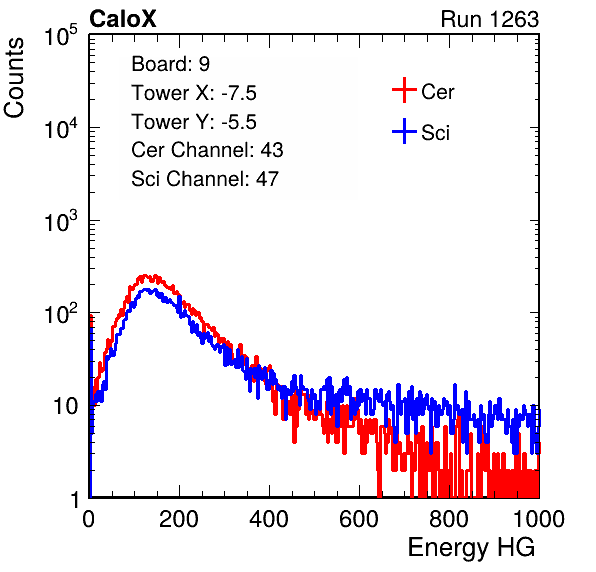 CaloX
Run 1263
Counts
10^5
10^4
10^3
10^2
10
1
Board: 9
Tower X: -7.5
Tower Y: -5.5
Cer Channel: 43
Sci Channel: 47
Cer
Sci
0 200 400 600 800 1000
Energy HG